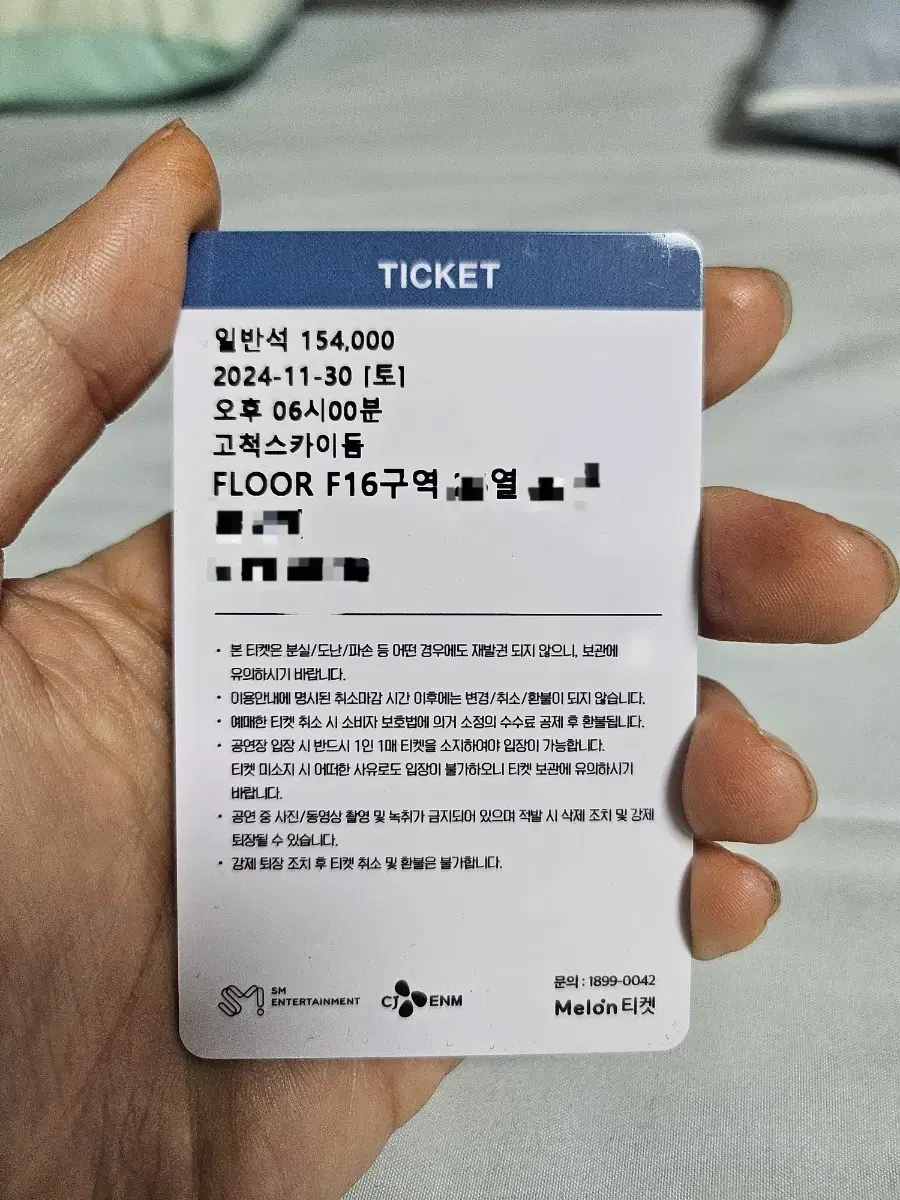 TICKET
일반석 154,000
2024-11-30 [토]
오후 06시00분
고척스카이돔
FLOOR F16구역 열
• 본 티켓은 분실/도난/파손 등 어떤 경우에도 재발권 되지 않으니, 보관에
유의하시기 바랍니다.
• 이용안내에 명시된 취소마감 시간 이후에는 변경/취소/환불이 되지 않습니다.
• 예매한 티켓 취소 시 소비자 보호법에 의거 소정의 수수료 공제 후 환불됩니다.
• 공연장 입장 시 반드시 1인 1매 티켓을 소지하여야 입장이 가능합니다.
티켓 미소지 시 어떠한 사유로도 입장이 불가하오니 티켓 보관에 유의하시기
바랍니다.
• 공연 중 사진/동영상 촬영 및 녹취가 금지되어 있으며 적발 시 삭제 조치 및 강제
퇴장될 수 있습니다.
• 강제 퇴장 조치 후 티켓 취소 및 환불은 불가합니다.
SM
ENTERTAINMENT
CJ ENM
문의 : 1899-0042
Melon 티켓